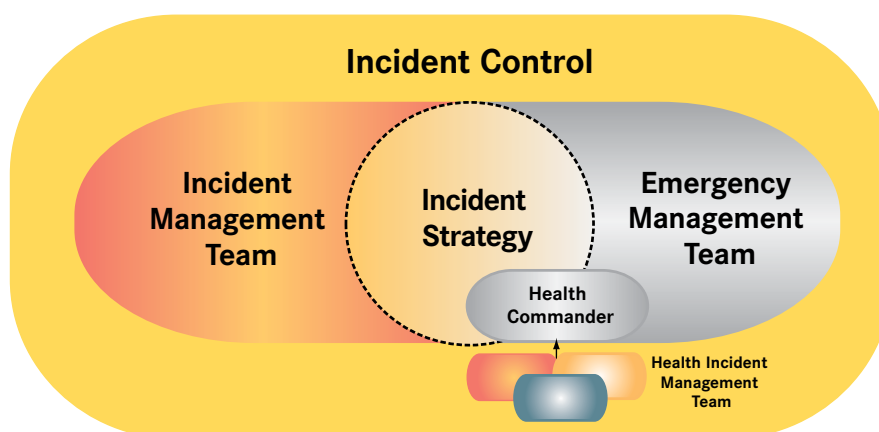 Incident Control
Incident
Management
Team
Incident
Strategy
Emergency
Management
Team
Health
Commander
Health Incident
Management
Team